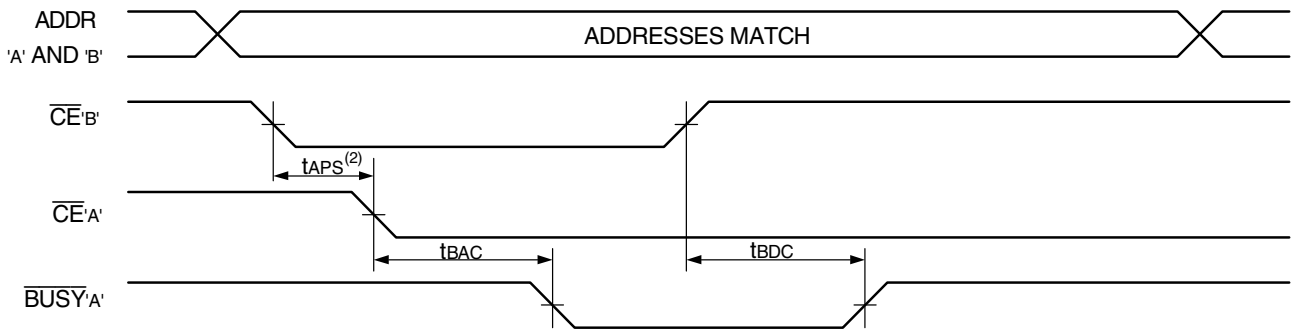 ADDR
'A' AND 'B'
ADDRESSES MATCH
CE'B'
tAPS(2)
CE'A'
tBAC
tBDC
BUSY'A'